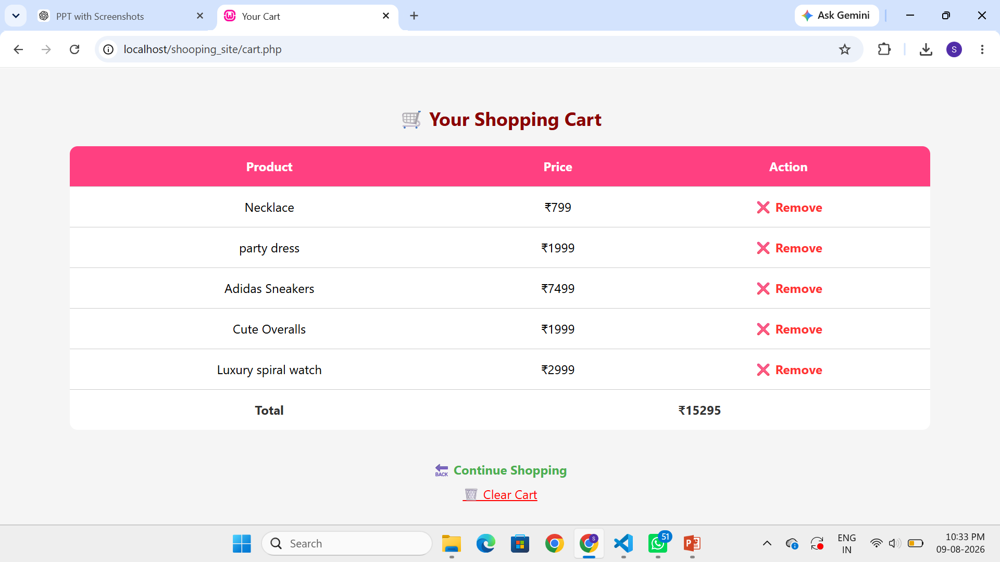 PPT with Screenshots
Your Cart
Ask Gemini
localhost/shooping_site/cart.php
S
Your Shopping Cart
Product Price Action
Necklace ₹799 Remove
party dress ₹1999 Remove
Adidas Sneakers ₹7499 Remove
Cute Overalls ₹1999 Remove
Luxury spiral watch ₹2999 Remove
Total ₹15295
BACK Continue Shopping
Clear Cart
Search
S
51
P
ENG
IN
10:33 PM
09-08-2026